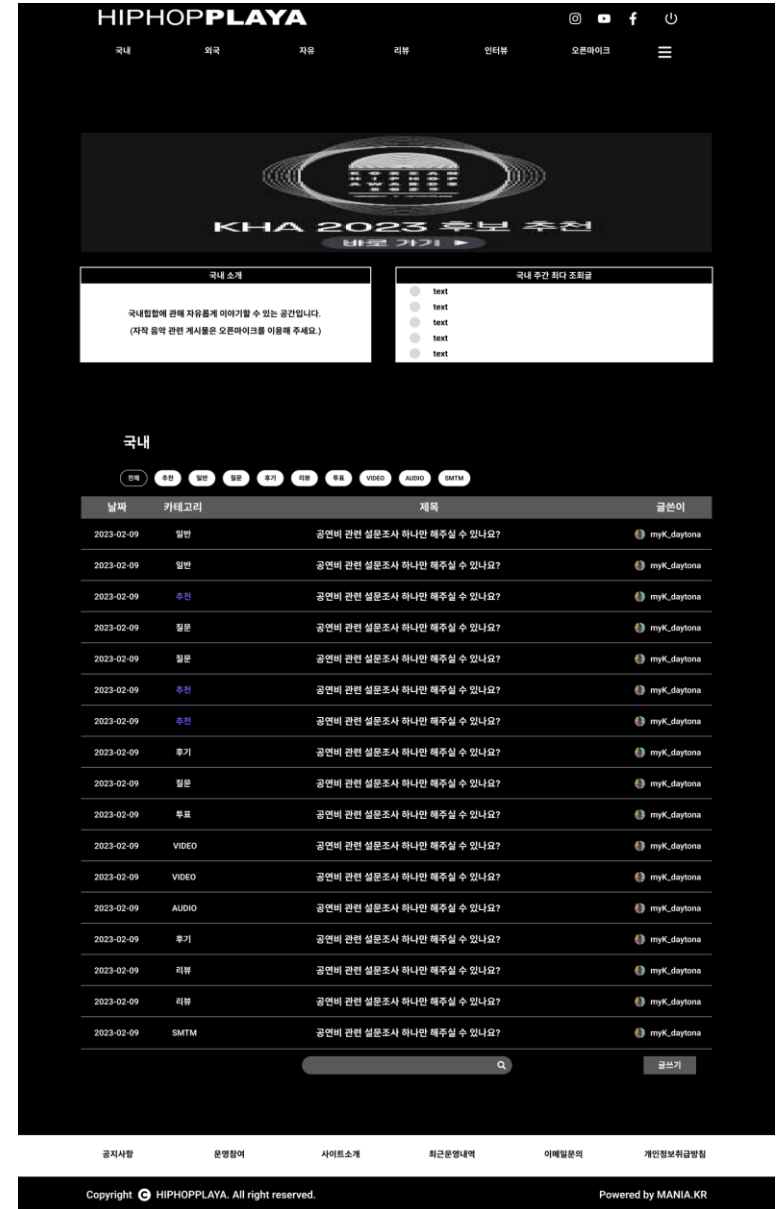 HIPHOPPLAYA
국내 외국 자유 리뷰 인터뷰 오픈마이크
KOREAN
HIPHOP
AWARDS
KHA 2023 후보 추천
바로 가기 ▶
국내 소개
국내힙합에 관해 자유롭게 이야기할 수 있는 공간입니다.
(자작 음악 관련 게시물은 오픈마이크를 이용해 주세요.)
국내 주간 최다 조회글
text
text
text
text
text
국내
전체 추천 일반 질문 후기 리뷰 투표 VIDEO AUDIO SMTM
날짜 카테고리 제목 글쓴이
2023-02-09 일반 공연비 관련 설문조사 하나만 해주실 수 있나요? myK_daytona
2023-02-09 일반 공연비 관련 설문조사 하나만 해주실 수 있나요? myK_daytona
2023-02-09 추천 공연비 관련 설문조사 하나만 해주실 수 있나요? myK_daytona
2023-02-09 질문 공연비 관련 설문조사 하나만 해주실 수 있나요? myK_daytona
2023-02-09 질문 공연비 관련 설문조사 하나만 해주실 수 있나요? myK_daytona
2023-02-09 추천 공연비 관련 설문조사 하나만 해주실 수 있나요? myK_daytona
2023-02-09 추천 공연비 관련 설문조사 하나만 해주실 수 있나요? myK_daytona
2023-02-09 후기 공연비 관련 설문조사 하나만 해주실 수 있나요? myK_daytona
2023-02-09 질문 공연비 관련 설문조사 하나만 해주실 수 있나요? myK_daytona
2023-02-09 투표 공연비 관련 설문조사 하나만 해주실 수 있나요? myK_daytona
2023-02-09 VIDEO 공연비 관련 설문조사 하나만 해주실 수 있나요? myK_daytona
2023-02-09 VIDEO 공연비 관련 설문조사 하나만 해주실 수 있나요? myK_daytona
2023-02-09 AUDIO 공연비 관련 설문조사 하나만 해주실 수 있나요? myK_daytona
2023-02-09 후기 공연비 관련 설문조사 하나만 해주실 수 있나요? myK_daytona
2023-02-09 리뷰 공연비 관련 설문조사 하나만 해주실 수 있나요? myK_daytona
2023-02-09 리뷰 공연비 관련 설문조사 하나만 해주실 수 있나요? myK_daytona
2023-02-09 SMTM 공연비 관련 설문조사 하나만 해주실 수 있나요? myK_daytona
글쓰기
공지사항 운영참여 사이트소개 최근운영내역 이메일문의 개인정보취급방침
Copyright C HIPHOPPLAYA. All right reserved. Powered by MANIA.KR